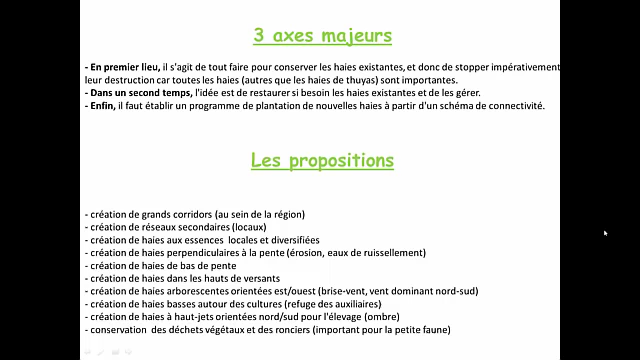 3 axes majeurs
- En premier lieu, il s'agit de tout faire pour conserver les haies existantes, et donc de stopper impérativement
leur destruction car toutes les haies (autres que les haies de thuyas) sont importantes.
- Dans un second temps, l'idée est de restaurer si besoin les haies existantes et de les gérer.
- Enfin, il faut établir un programme de plantation de nouvelles haies à partir d'un schéma de connectivité.
Les propositions
- création de grands corridors (au sein de la région)
- création de réseaux secondaires (locaux)
- création de haies aux essences locales et diversifiées
- création de haies perpendiculaires à la pente (érosion, eaux de ruissellement)
- création de haies de bas de pente
- création de haies dans les hauts de versants
- création de haies arborescentes orientées est/ouest (brise-vent, vent dominant nord-sud)
- création de haies basses autour des cultures (refuge des auxiliaires)
- création de haies à haut-jets orientées nord/sud pour l'élevage (ombre)
- conservation des déchets végétaux et des ronciers (important pour la petite faune)